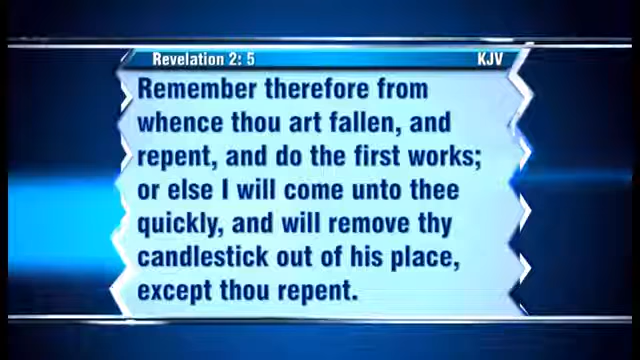 Revelation 2: 5 KJV
Remember therefore from
whence thou art fallen, and
repent, and do the first works;
or else I will come unto thee
quickly, and will remove thy
candlestick out of his place,
except thou repent.